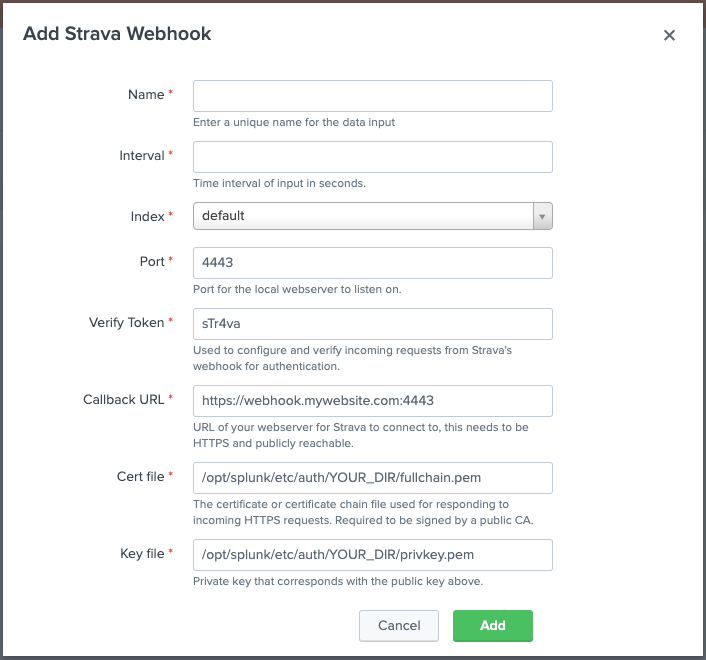 Add Strava Webhook
Name *
Enter a unique name for the data input
Interval *
Time interval of input in seconds.
Index *
default
Port *
4443
Port for the local webserver to listen on.
Verify Token *
sTr4va
Used to configure and verify incoming requests from Strava's
webhook for authentication.
Callback URL *
https://webhook.mywebsite.com:4443
URL of your webserver for Strava to connect to, this needs to be
HTTPS and publicly reachable.
Cert file *
/opt/splunk/etc/auth/YOUR_DIR/fullchain.pem
The certificate or certificate chain file used for responding to
incoming HTTPS requests. Required to be signed by a public CA.
Key file *
/opt/splunk/etc/auth/YOUR_DIR/privkey.pem
Private key that corresponds with the public key above.
Cancel
Add